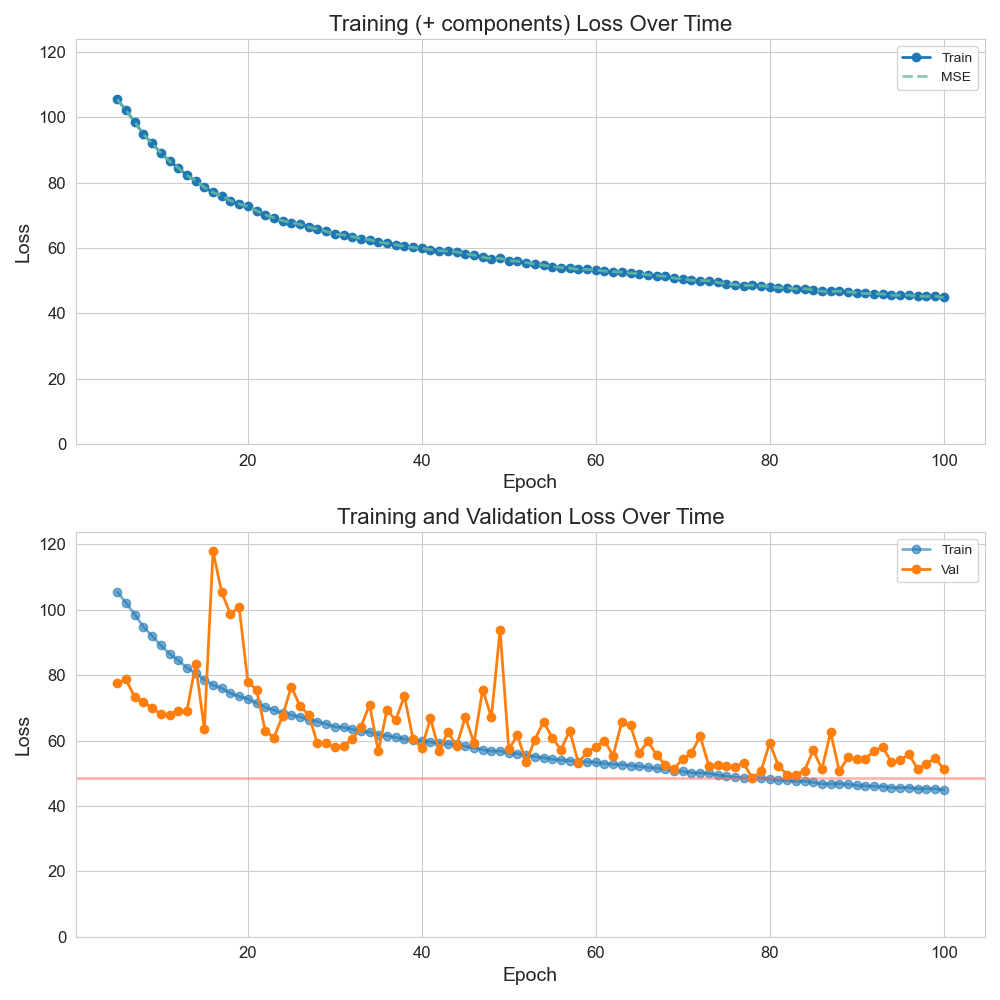 Training (+ components) Loss Over Time
120
100
80
60
40
20
0
Loss
Train
MSE
20 40 60 80 100
Epoch
Training and Validation Loss Over Time
120
100
80
60
40
20
0
Loss
Train
Val
20 40 60 80 100
Epoch